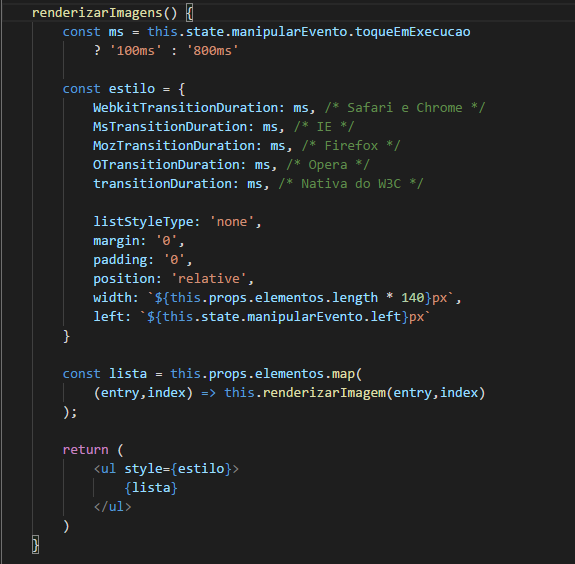 renderizarImagens() {
const ms = this.state.manipularEvento.toqueEmExecucao
? '100ms' : '800ms'
const estilo = {
WebkitTransitionDuration: ms, /* Safari e Chrome */
MsTransitionDuration: ms, /* IE */
MozTransitionDuration: ms, /* Firefox */
OTransitionDuration: ms, /* Opera */
transitionDuration: ms, /* Nativa do W3C */
listStyleType: 'none',
margin: '0',
padding: '0',
position: 'relative',
width: `${this.props.elementos.length * 140}px`,
left: `${this.state.manipularEvento.left}px`
}
const lista = this.props.elementos.map(
(entry,index) => this.renderizarImagem(entry,index)
);
return (
<ul style={estilo}>
{lista}
</ul>
)
}